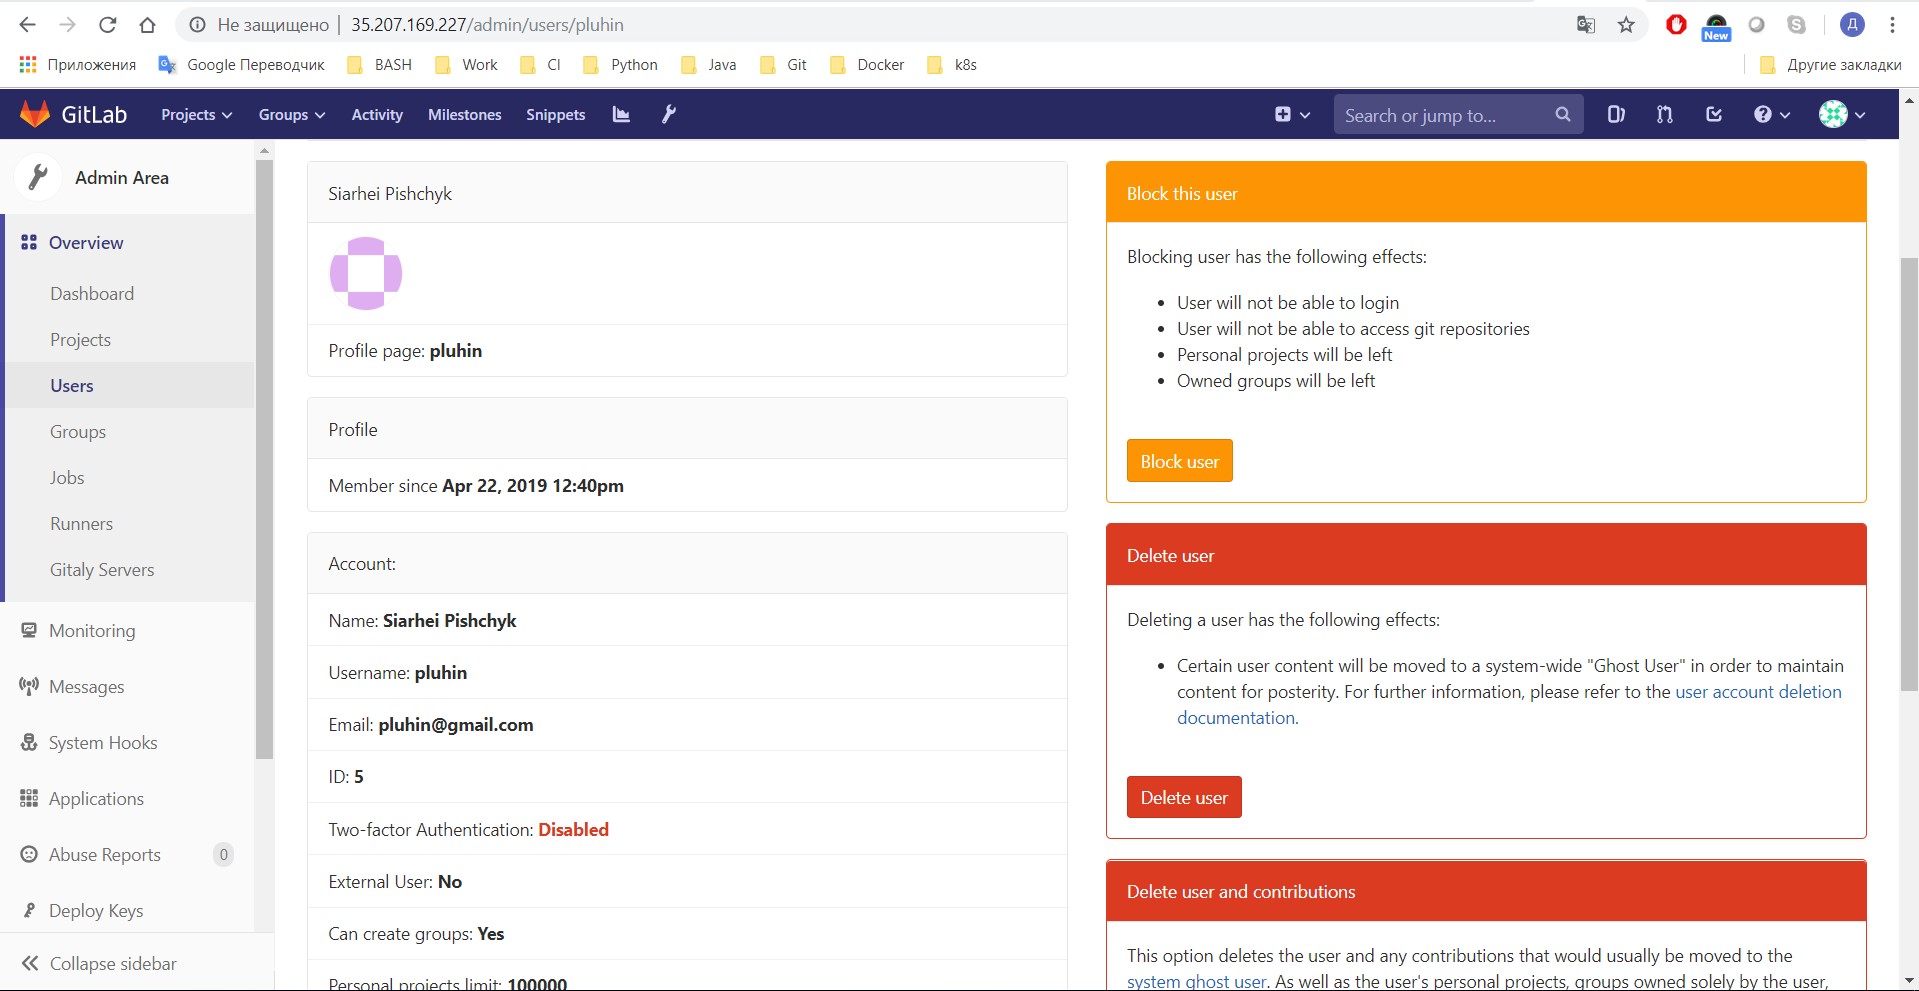 Не защищено | 35.207.169.227/admin/users/pluhin
New
Д
Приложения
Google Переводчик
BASH
Work
CI
Python
Java
Git
Docker
k8s
Другие закладки
GitLab
Projects
Groups
Activity
Milestones
Snippets
Search or jump to...
Admin Area
Overview
Dashboard
Projects
Users
Groups
Jobs
Runners
Gitaly Servers
Monitoring
Messages
System Hooks
Applications
Abuse Reports 0
Deploy Keys
Collapse sidebar
Siarhei Pishchyk
Profile page: pluhin
Profile
Member since Apr 22, 2019 12:40pm
Account:
Name: Siarhei Pishchyk
Username: pluhin
Email: pluhin@gmail.com
ID: 5
Two-factor Authentication: Disabled
External User: No
Can create groups: Yes
Personal projects limit: 100000
Block this user
Blocking user has the following effects:
• User will not be able to login
• User will not be able to access git repositories
• Personal projects will be left
• Owned groups will be left
Block user
Delete user
Deleting a user has the following effects:
• Certain user content will be moved to a system-wide "Ghost User" in order to maintain
content for posterity. For further information, please refer to the user account deletion
documentation.
Delete user
Delete user and contributions
This option deletes the user and any contributions that would usually be moved to the
system ghost user. As well as the user's personal projects, groups owned solely by the user,